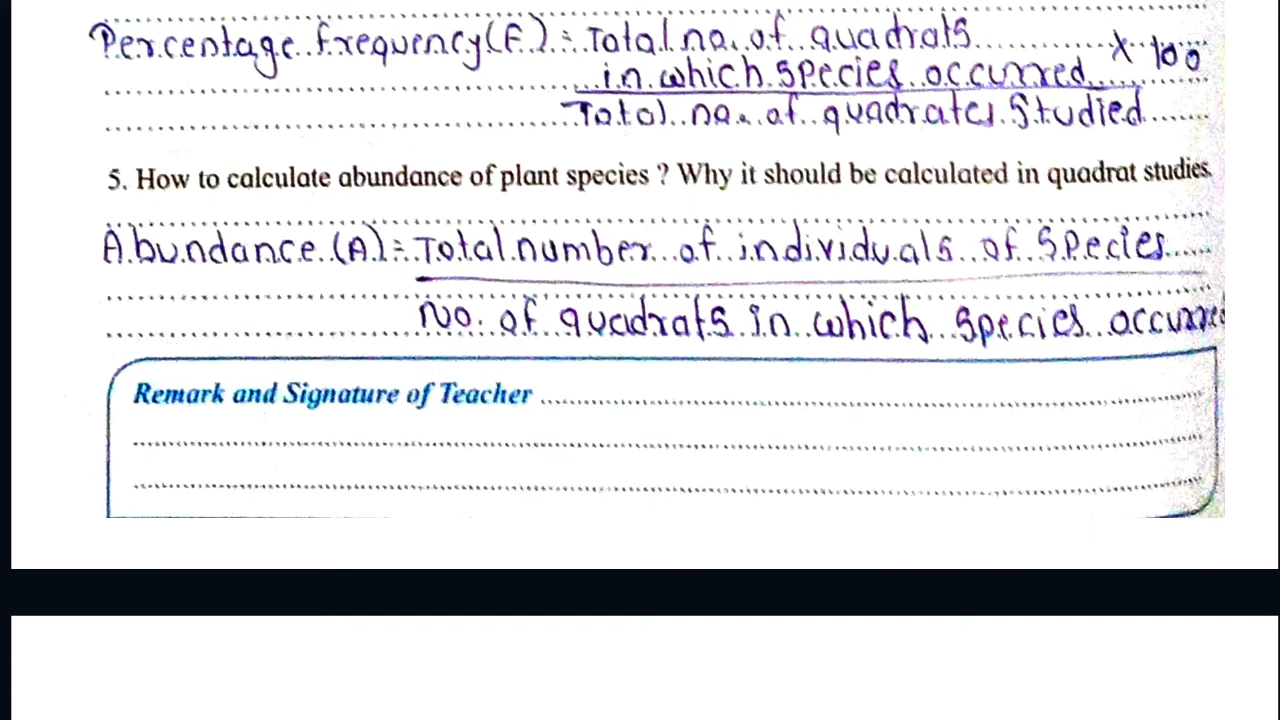 Percentage frequency (F) = Total no. of quadrats
in which species occurred × 100
Total no. of quadrates Studied
5. How to calculate abundance of plant species ? Why it should be calculated in quadrat studies.
Abundance (A) = Total number of individuals of Species
No. of quadrats in which species occurred
Remark and Signature of Teacher